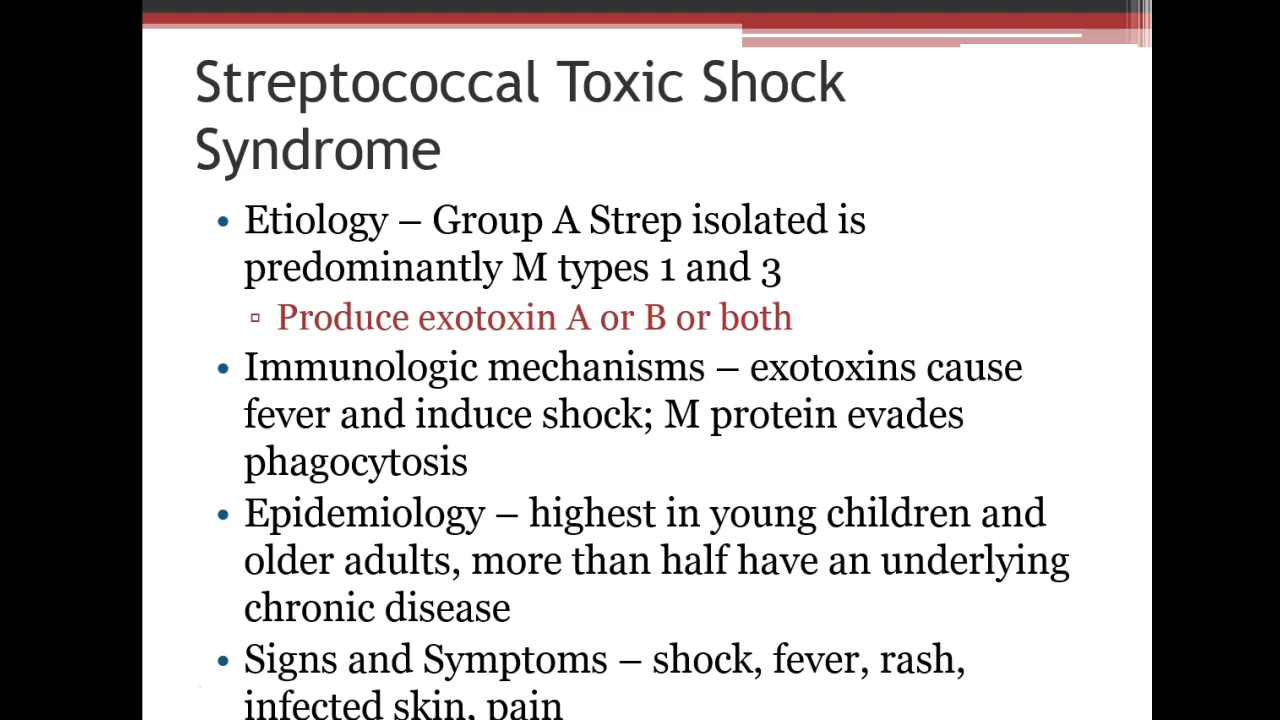 Streptococcal Toxic Shock
Syndrome
• Etiology – Group A Strep isolated is
predominantly M types 1 and 3
▫ Produce exotoxin A or B or both
• Immunologic mechanisms – exotoxins cause
fever and induce shock; M protein evades
phagocytosis
• Epidemiology – highest in young children and
older adults, more than half have an underlying
chronic disease
• Signs and Symptoms – shock, fever, rash,
infected skin, pain